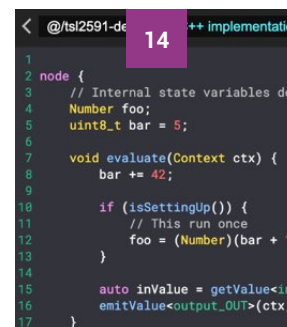 < @/tsl2591-de 14 ++ implementati
1
2 node {
3 // Internal state variables de
4 Number foo;
5 uint8_t bar = 5;
6
7 void evaluate(Context ctx) {
8 bar += 42;
9
10 if (isSettingUp()) {
11 // This run once
12 foo = (Number)(bar +
13 }
14
15 auto inValue = getValue<in
16 emitValue<output_OUT>(ctx
17 }